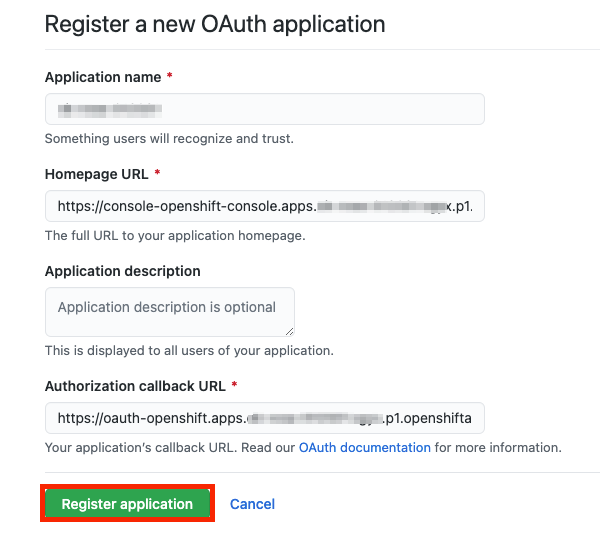 Register a new OAuth application
Application name *
Something users will recognize and trust.
Homepage URL *
https://console-openshift-console.apps. .p1.
The full URL to your application homepage.
Application description
Application description is optional
This is displayed to all users of your application.
Authorization callback URL *
https://oauth-openshift.apps. .p1.openshifta
Your application's callback URL. Read our OAuth documentation for more information.
Register application Cancel